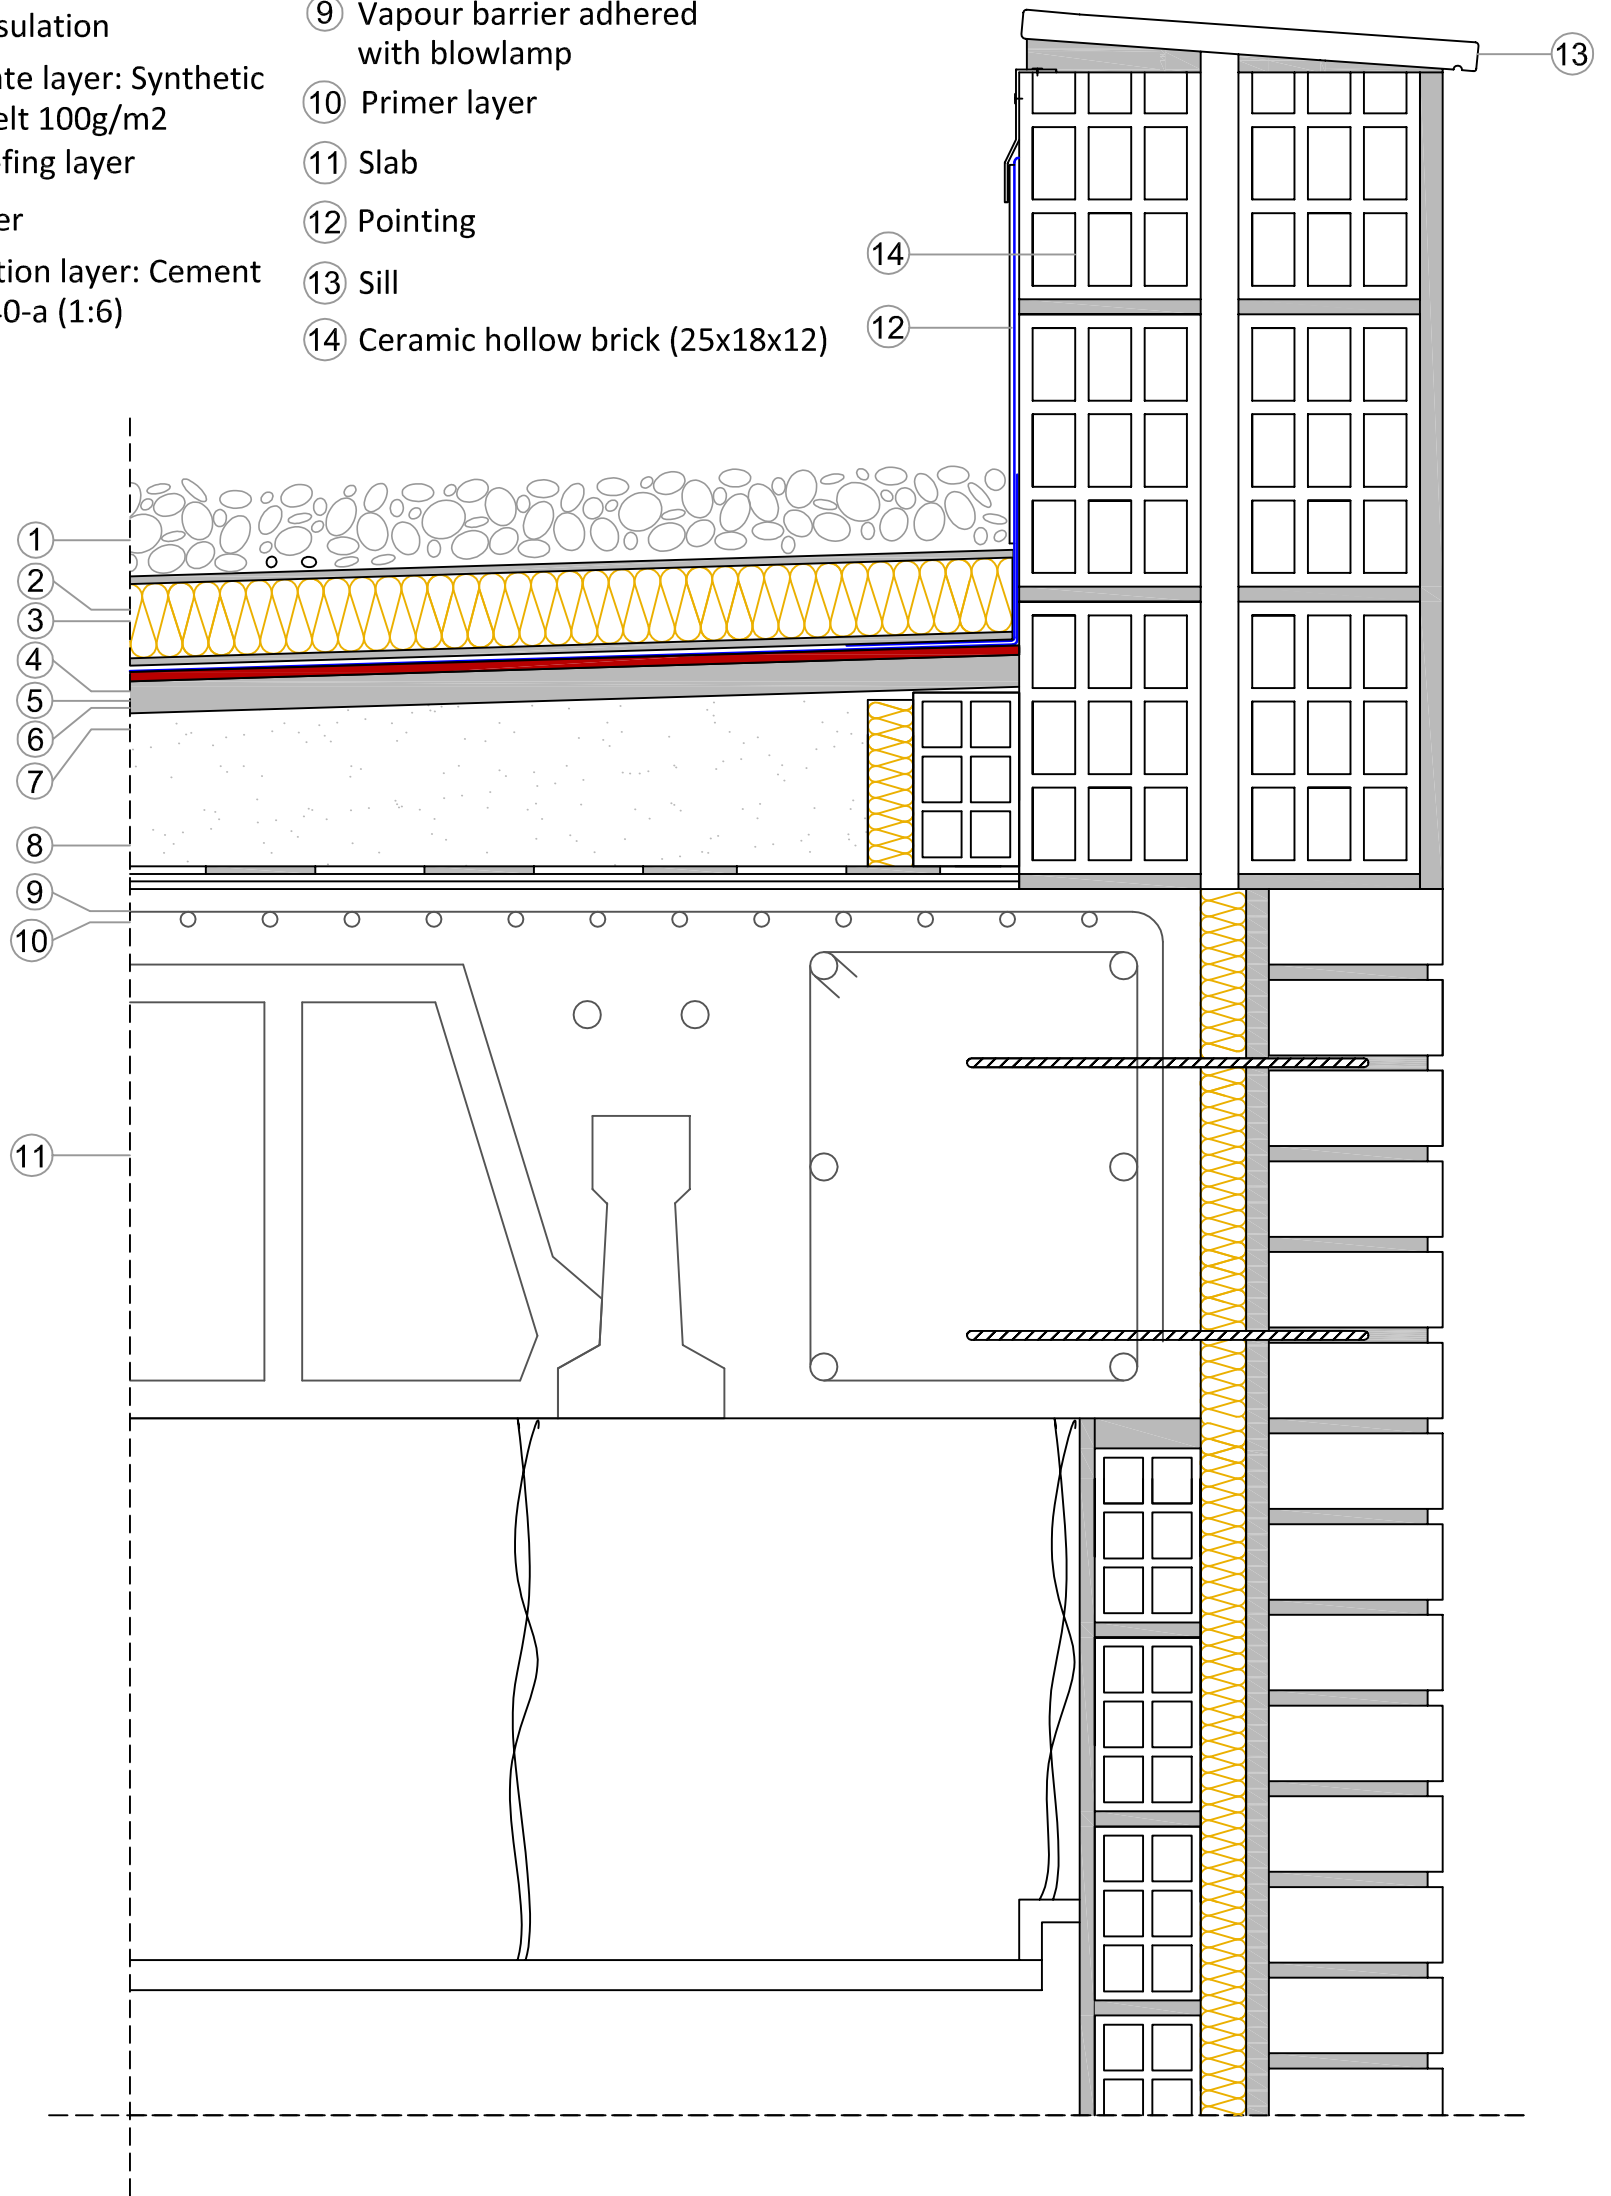 sulation
ate layer: Synthetic
elt 100g/m2
fing layer
er
tion layer: Cement
0-a (1:6)
9 Vapour barrier adhered
with blowlamp
10 Primer layer
11 Slab
12 Pointing
13 Sill
14 Ceramic hollow brick (25x18x12)
13
14
12
1
2
3
4
5
6
7
8
9
10
11